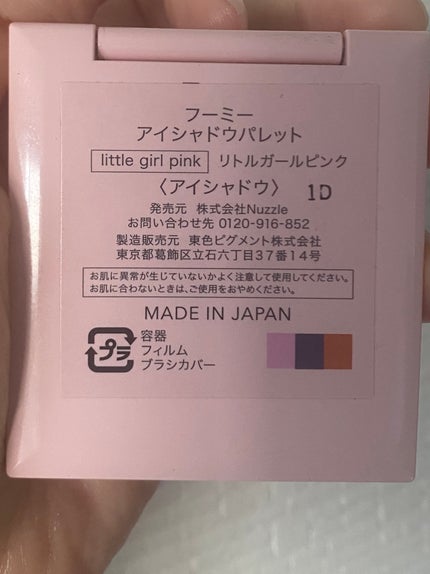 フーミー
アイシャドウパレット
little girl pink リトルガールピンク
〈アイシャドウ〉 1D
発売元 株式会社Nuzzle
お問い合わせ先 0120-916-852
製造販売元 東色ピグメント株式会社
東京都葛飾区立石六丁目37番14号
お肌に異常が生じていないかよく注意して使用してください。
お肌に合わないときは、ご使用をおやめください。
MADE IN JAPAN
プラ
容器
フィルム
ブラシカバー